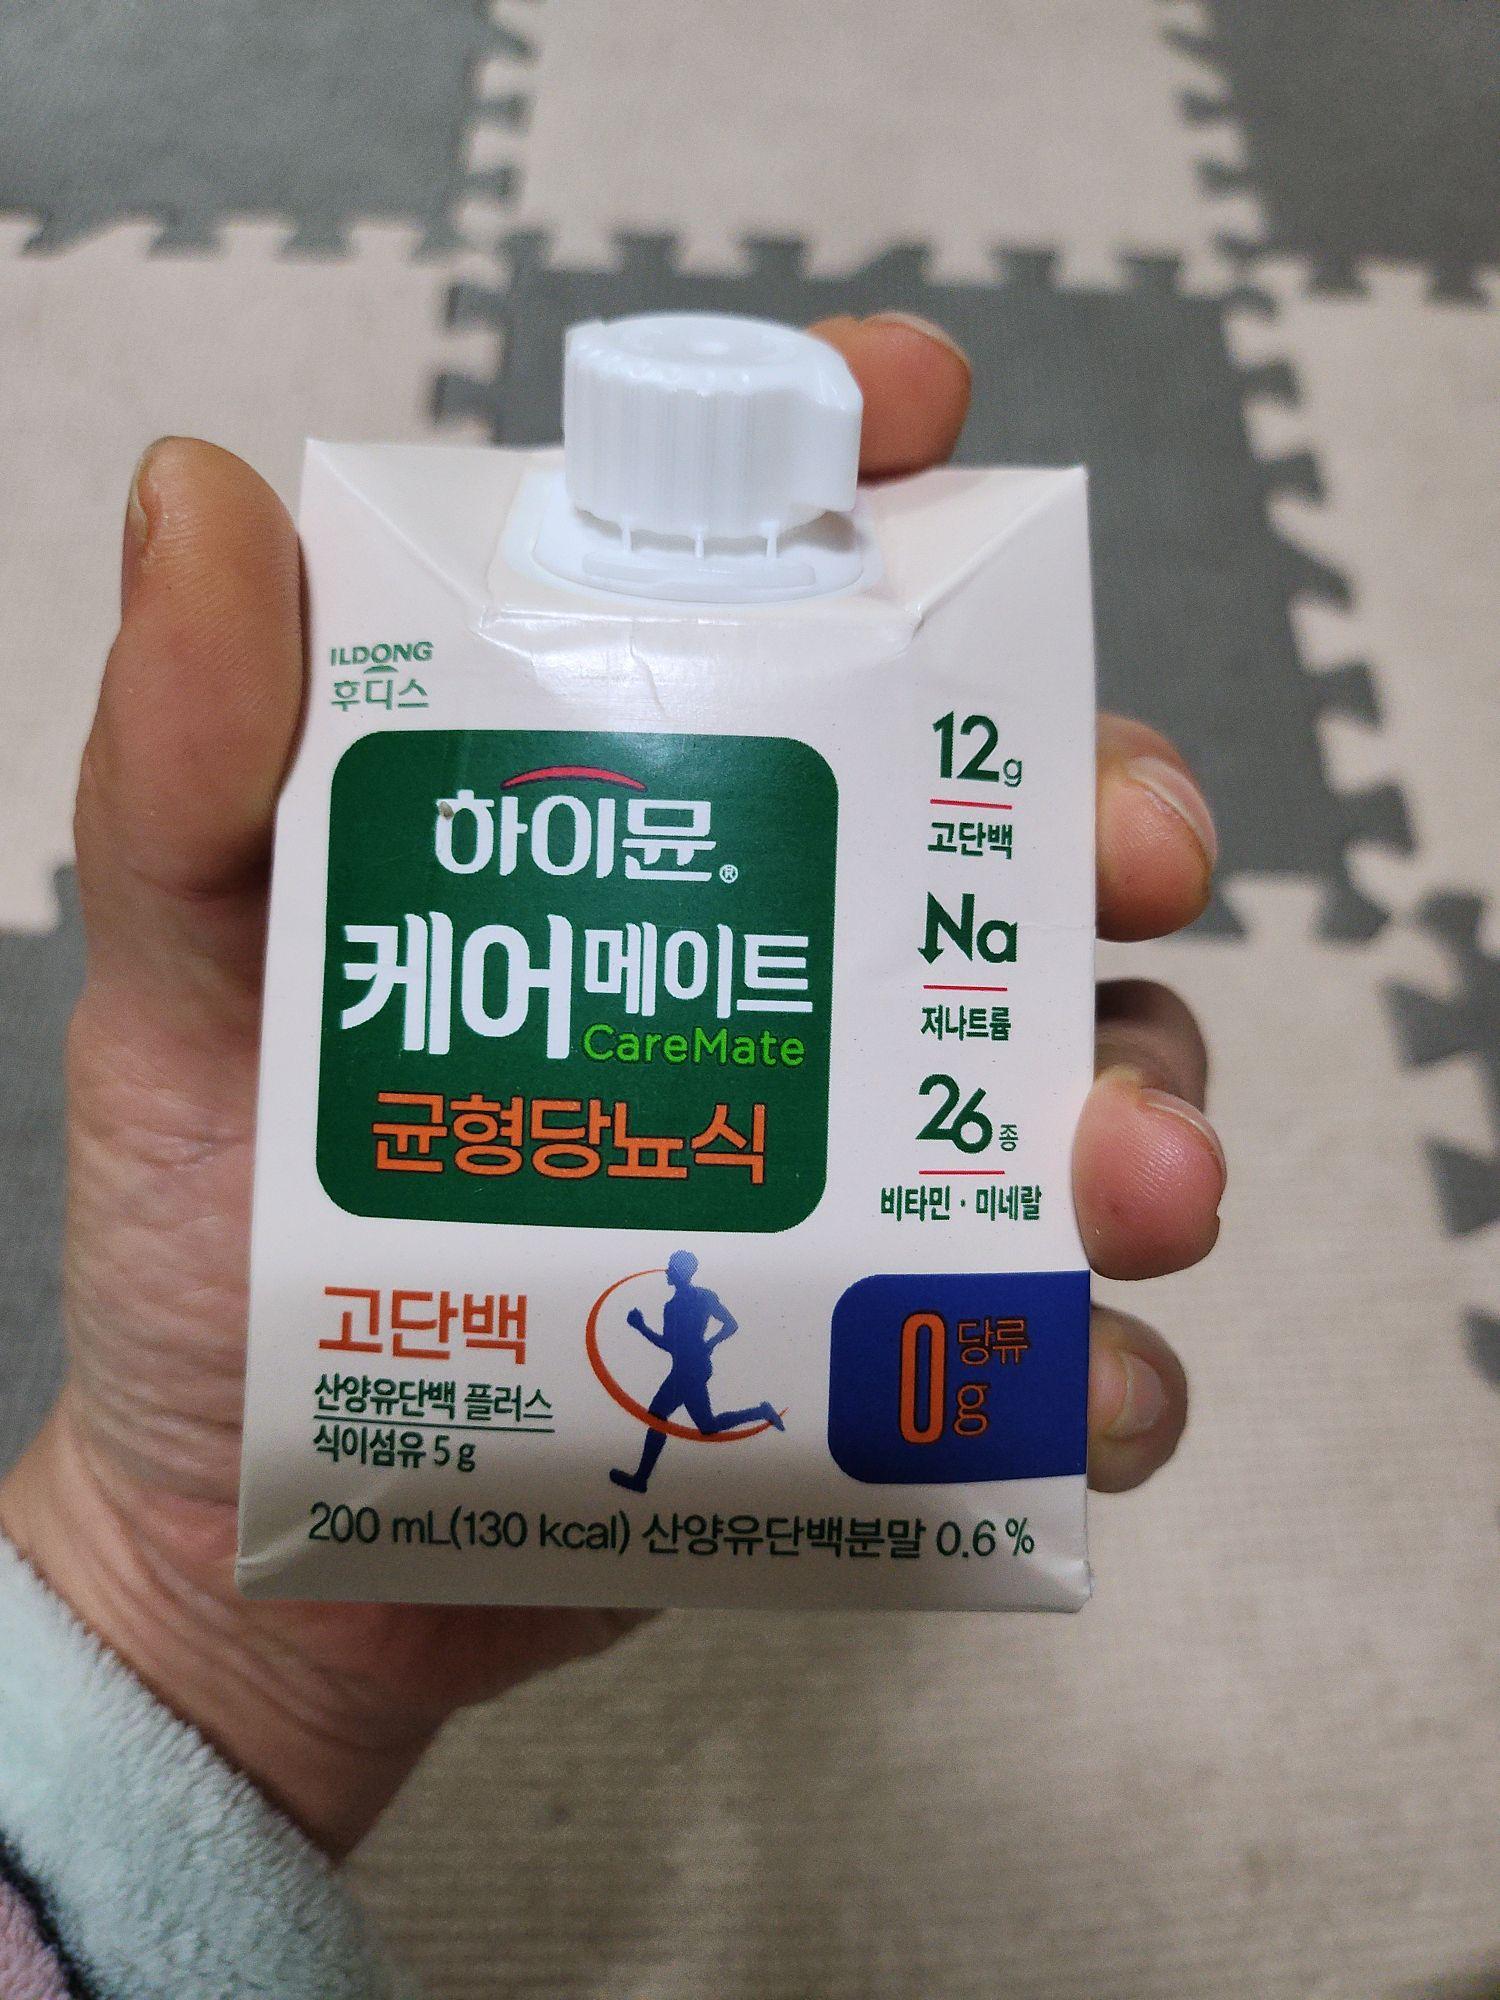 ILDONG
후디스
하이뮨®
케어메이트
CareMate
균형당뇨식
12g
고단백
Na
저나트륨
26종
비타민·미네랄
고단백
산양유단백 플러스
식이섬유 5 g
0 당류
g
200 mL(130 kcal) 산양유단백분말 0.6 %